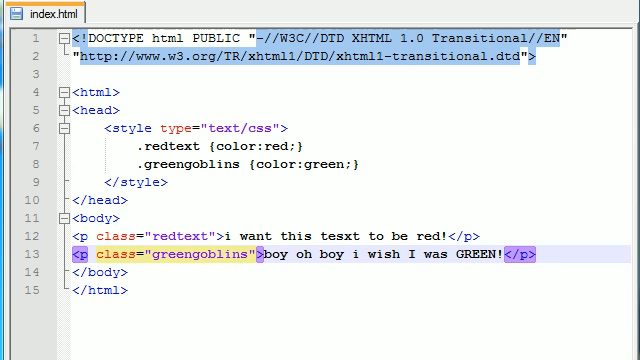 index.html
1 <!DOCTYPE html PUBLIC "-//W3C//DTD XHTML 1.0 Transitional//EN"
2 "http://www.w3.org/TR/xhtml1/DTD/xhtml1-transitional.dtd">
3
4 <html>
5 <head>
6 <style type="text/css">
7 .redtext {color:red;}
8 .greengoblins {color:green;}
9 </style>
10 </head>
11 <body>
12 <p class="redtext">i want this tesxt to be red!</p>
13 <p class="greengoblins">boy oh boy i wish I was GREEN!</p>
14 </body>
15 </html>